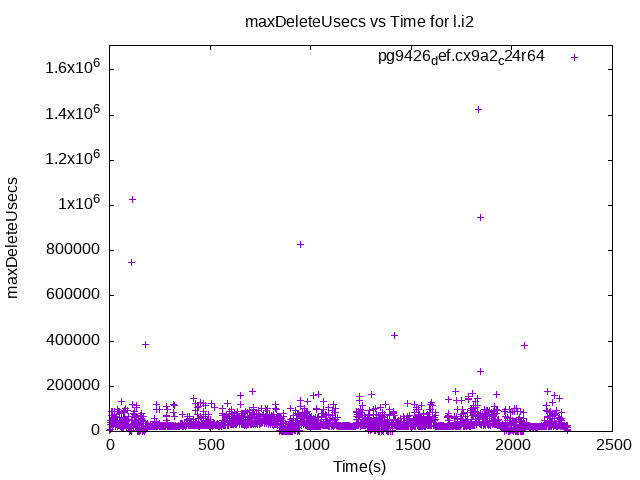 maxDeleteUsecs vs Time for l.i2
pg9426def.cx9a2c24r64
1.6x10^6
1.4x10^6
1.2x10^6
1x10^6
800000
600000
400000
200000
0
maxDeleteUsecs
0 500 1000 1500 2000 2500
Time(s)